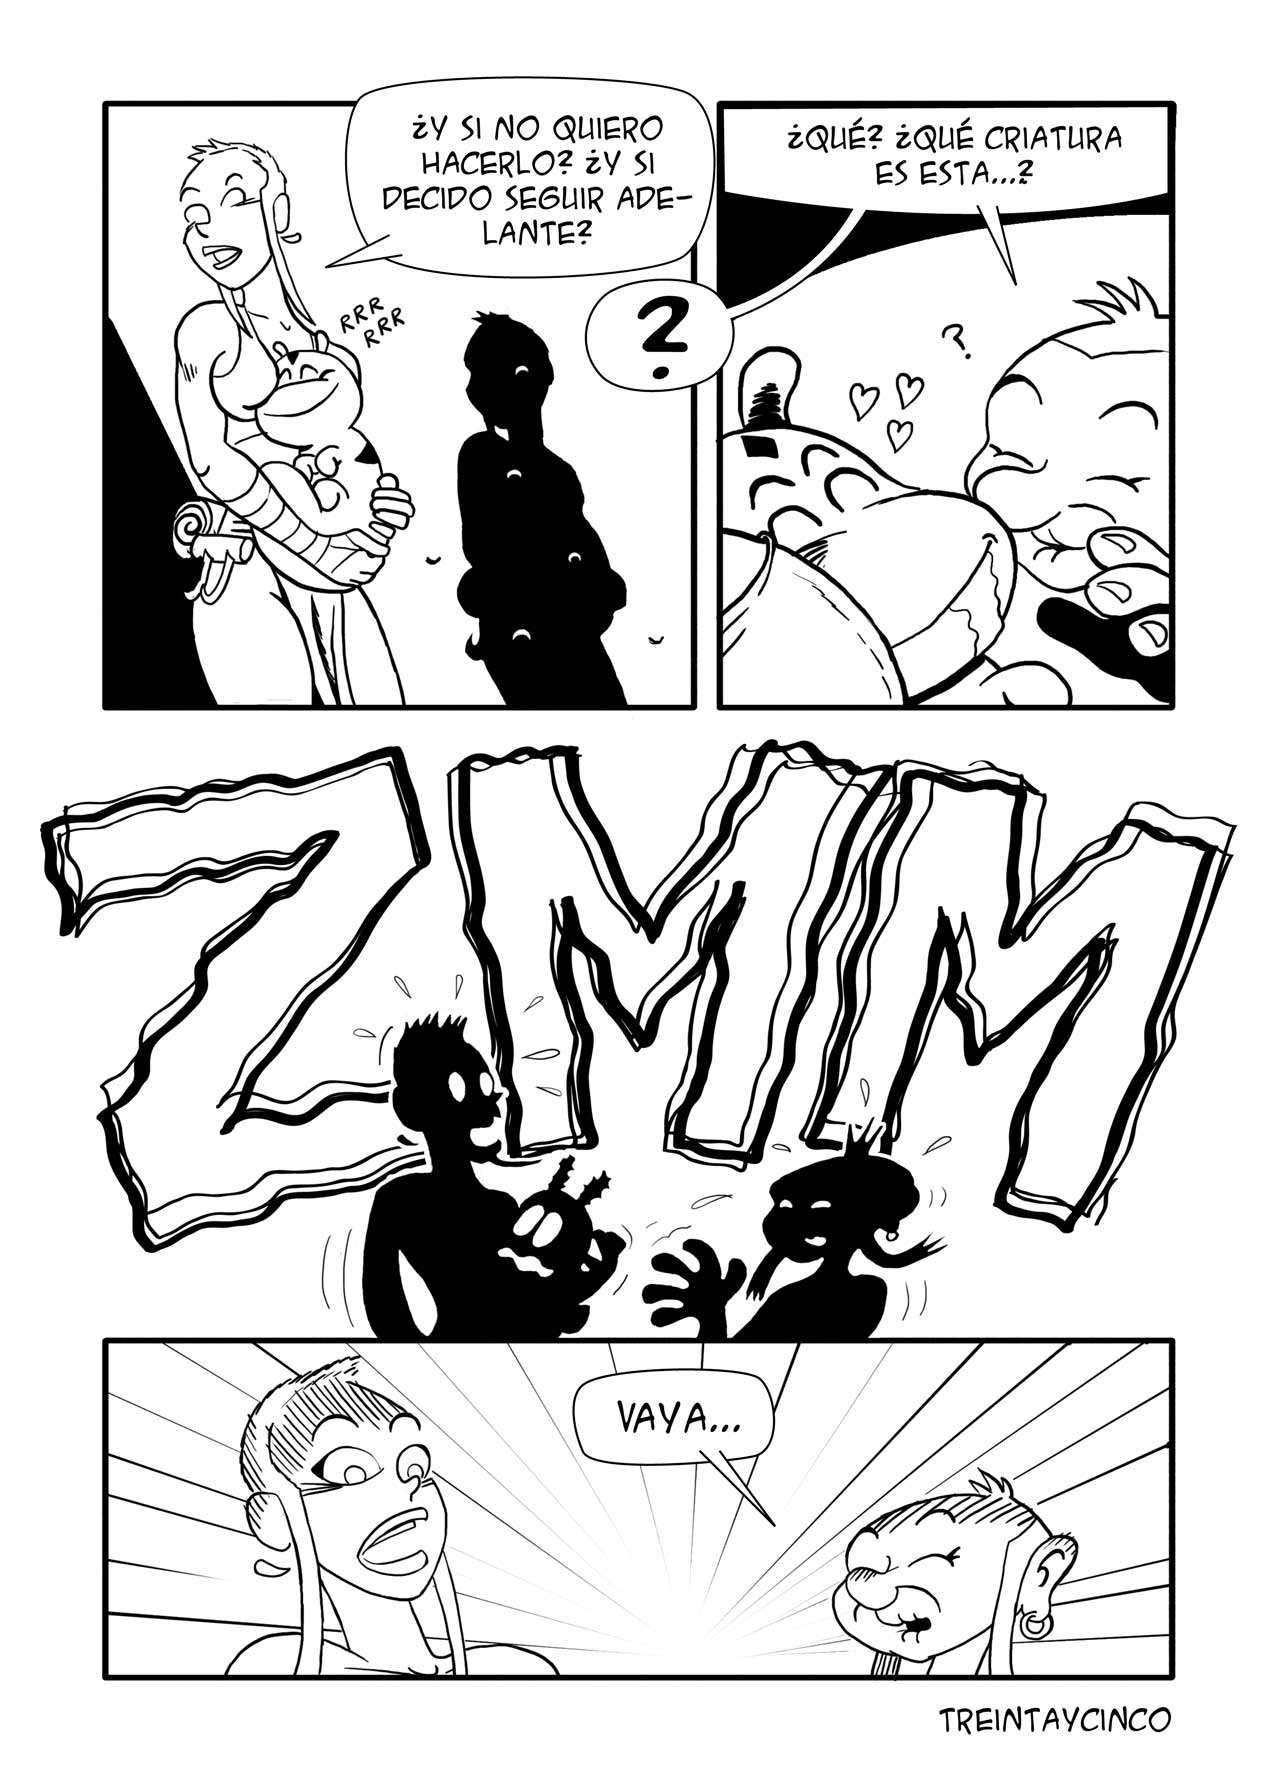 ¿Y SI NO QUIERO
HACERLO? ¿Y SI
DECIDO SEGUIR ADE-
LANTE?
RRR
RRR
?
¿QUÉ? ¿QUÉ CRIATURA
ES ESTA...?
?
ZMM
VAYA...
TREINTAYCINCO